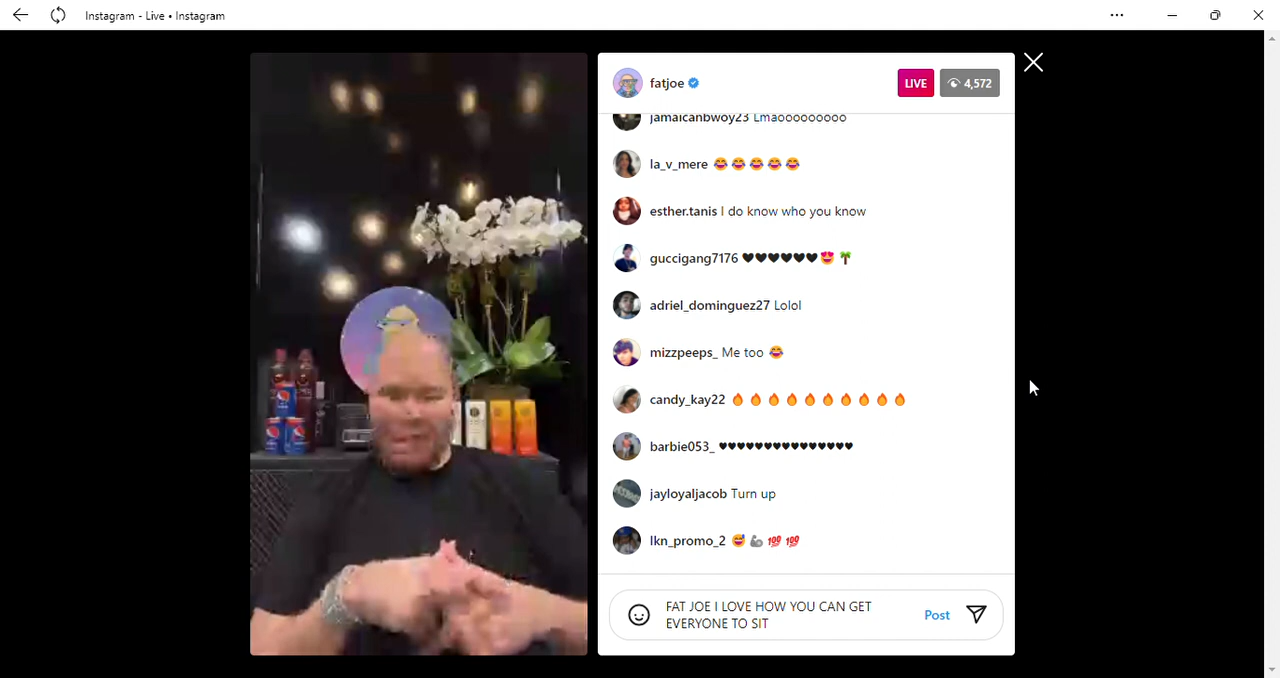 Instagram - Live • Instagram
fatjoe
LIVE
4,572
jamaicanbwoy23 Lmaooooooooo
la_v_mere 😂 😂 😂 😂 😂
esther.tanis I do know who you know
guccigang7176 ♥♥♥♥♥♥😍 🌴
adriel_dominguez27 Lolol
mizzpeeps_ Me too 😂
candy_kay22 🔥 🔥 🔥 🔥 🔥 🔥 🔥 🔥 🔥 🔥
barbie053_ ♥♥♥♥♥♥♥♥♥♥♥♥♥♥♥
jayloyaljacob Turn up
lkn_promo_2 😅 💪 💯 💯
FAT JOE I LOVE HOW YOU CAN GET
EVERYONE TO SIT
Post